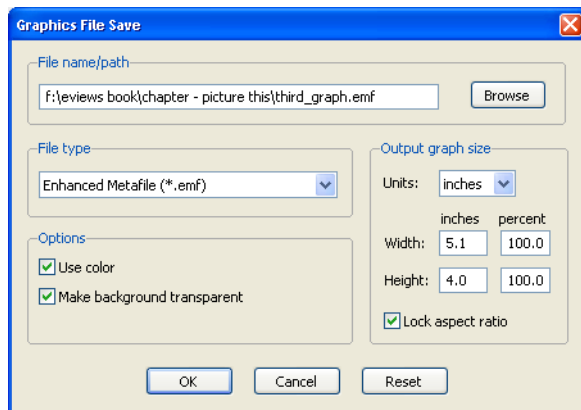 Graphics File Save
File name/path
f:\eviews book\chapter - picture this\third_graph.emf
Browse
File type
Enhanced Metafile (*.emf)
Options
Use color
Make background transparent
Output graph size
Units: inches
inches percent
Width: 5.1 100.0
Height: 4.0 100.0
Lock aspect ratio
OK Cancel Reset